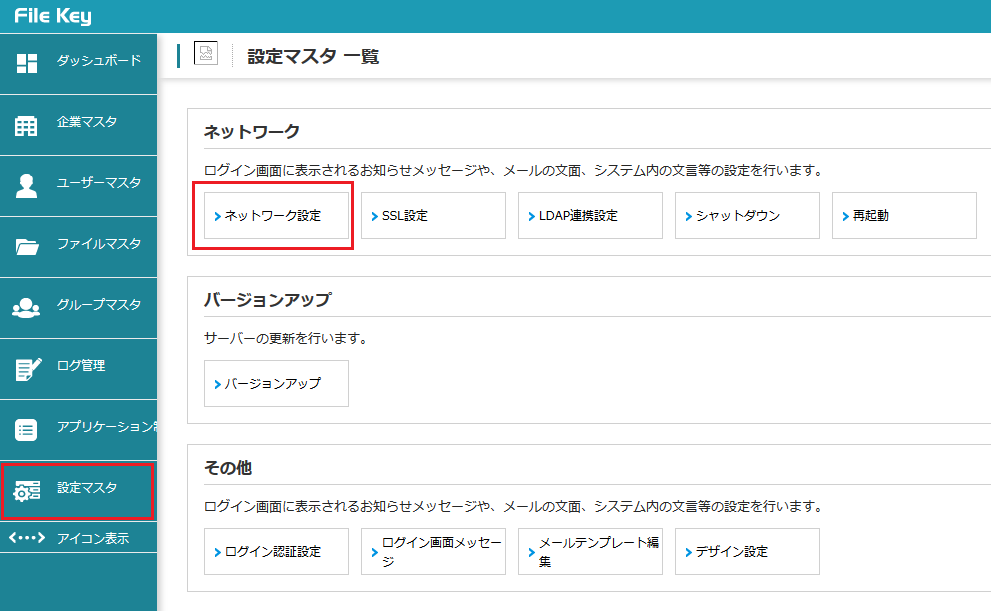 File Key
ダッシュボード
企業マスタ
ユーザーマスタ
ファイルマスタ
グループマスタ
ログ管理
アプリケーション
設定マスタ
アイコン表示
設定マスタ 一覧
ネットワーク
ログイン画面に表示されるお知らせメッセージや、メールの文面、システム内の文言等の設定を行います。
ネットワーク設定
SSL設定
LDAP連携設定
シャットダウン
再起動
バージョンアップ
サーバーの更新を行います。
バージョンアップ
その他
ログイン画面に表示されるお知らせメッセージや、メールの文面、システム内の文言等の設定を行います。
ログイン認証設定
ログイン画面メッセー
ジ
メールテンプレート編
集
デザイン設定